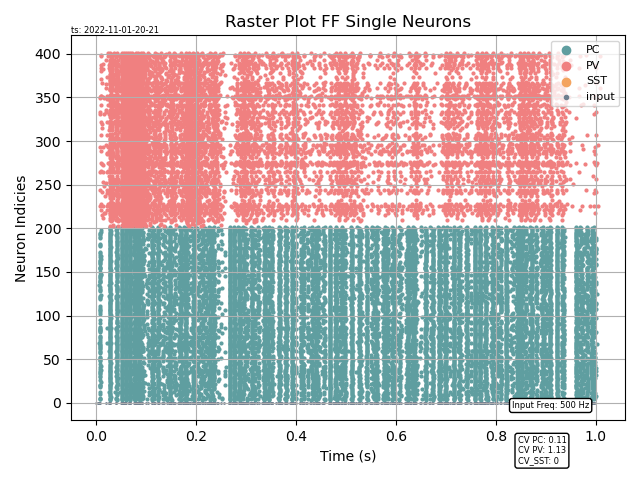 Raster Plot FF Single Neurons
ts: 2022-11-01-20-21
PC
PV
SST
input
Neuron Indicies
400
350
300
250
200
150
100
50
0
Input Freq: 500 Hz
0.0 0.2 0.4 0.6 0.8 1.0
Time (s)
CV PC: 0.11
CV PV: 1.13
CV_SST: 0